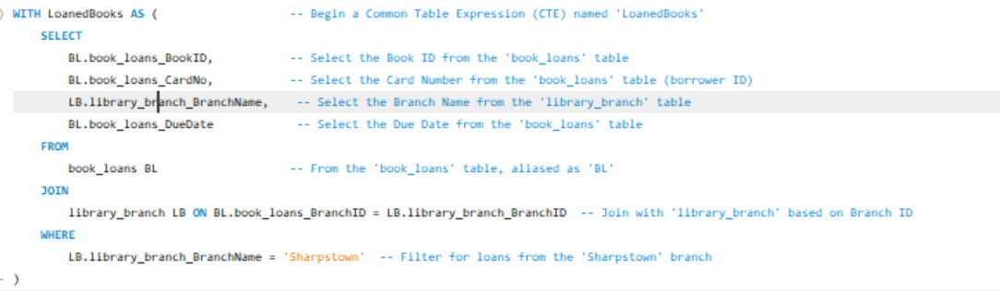 WITH LoanedBooks AS ( -- Begin a Common Table Expression (CTE) named 'LoanedBooks'
SELECT
BL.book_loans_BookID, -- Select the Book ID from the 'book_loans' table
BL.book_loans_CardNo, -- Select the Card Number from the 'book_loans' table (borrower ID)
LB.library_branch_BranchName, -- Select the Branch Name from the 'library_branch' table
BL.book_loans_DueDate -- Select the Due Date from the 'book_loans' table
FROM
book_loans BL -- From the 'book_loans' table, aliased as 'BL'
JOIN
library_branch LB ON BL.book_loans_BranchID = LB.library_branch_BranchID -- Join with 'library_branch' based on Branch ID
WHERE
LB.library_branch_BranchName = 'Sharpstown' -- Filter for loans from the 'Sharpstown' branch
)